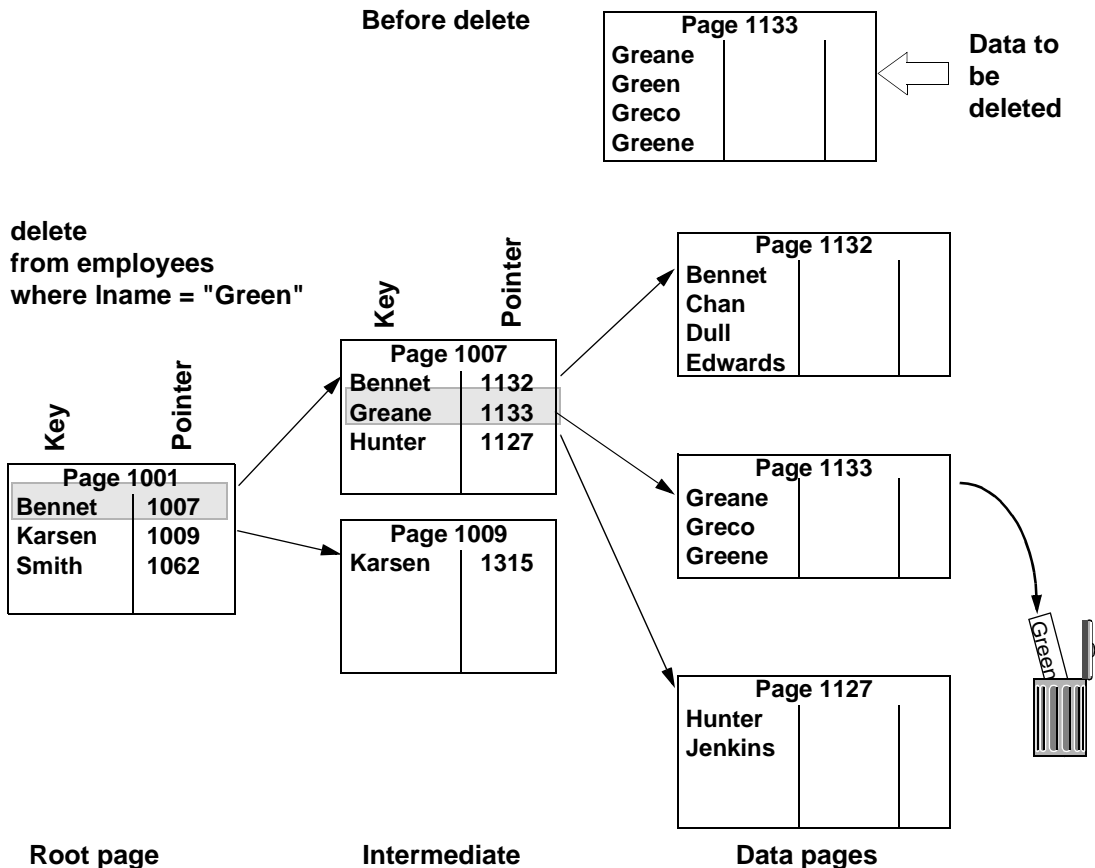 Before delete
Page 1133
Greane
Green
Greco
Greene
Data to
be
deleted
delete
from employees
where lname = "Green"
Key
Pointer
Page 1001
Bennet 1007
Karsen 1009
Smith 1062
Key
Pointer
Page 1007
Bennet 1132
Greane 1133
Hunter 1127
Page 1009
Karsen 1315
Page 1132
Bennet
Chan
Dull
Edwards
Page 1133
Greane
Greco
Greene
Green
Page 1127
Hunter
Jenkins
Root page
Intermediate
Data pages